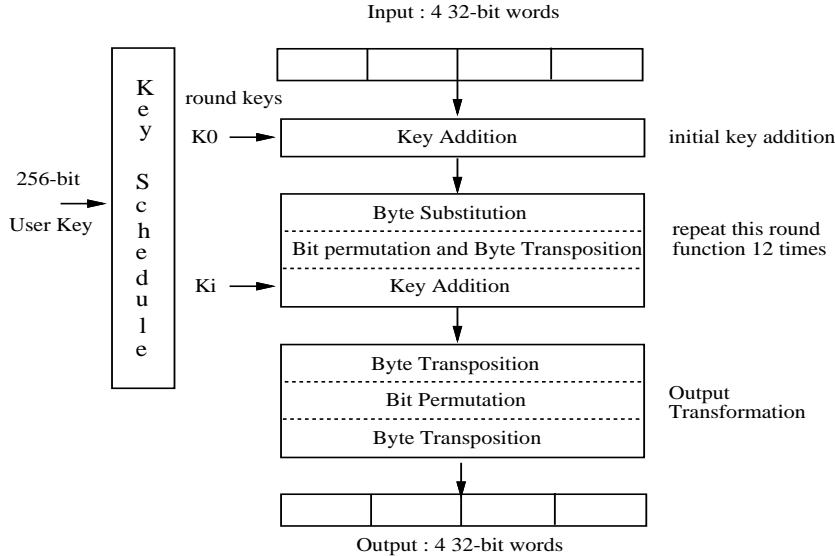 Input : 4 32-bit words
Key Schedule
round keys
K0
Key Addition
initial key addition
256-bit
User Key
Byte Substitution
Bit permutation and Byte Transposition
Ki
Key Addition
repeat this round
function 12 times
Byte Transposition
Bit Permutation
Byte Transposition
Output
Transformation
Output : 4 32-bit words